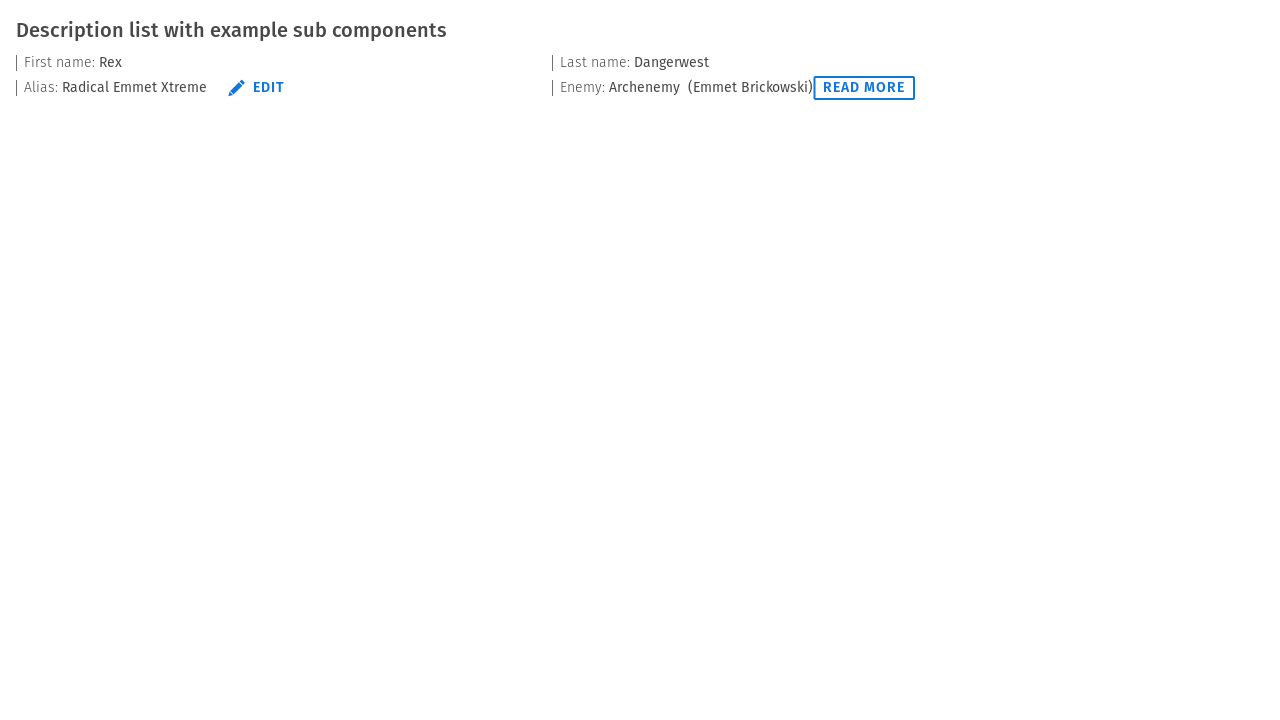 Description list with example sub components
First name: Rex
Last name: Dangerwest
Alias: Radical Emmet Xtreme EDIT
Enemy: Archenemy (Emmet Brickowski) READ MORE